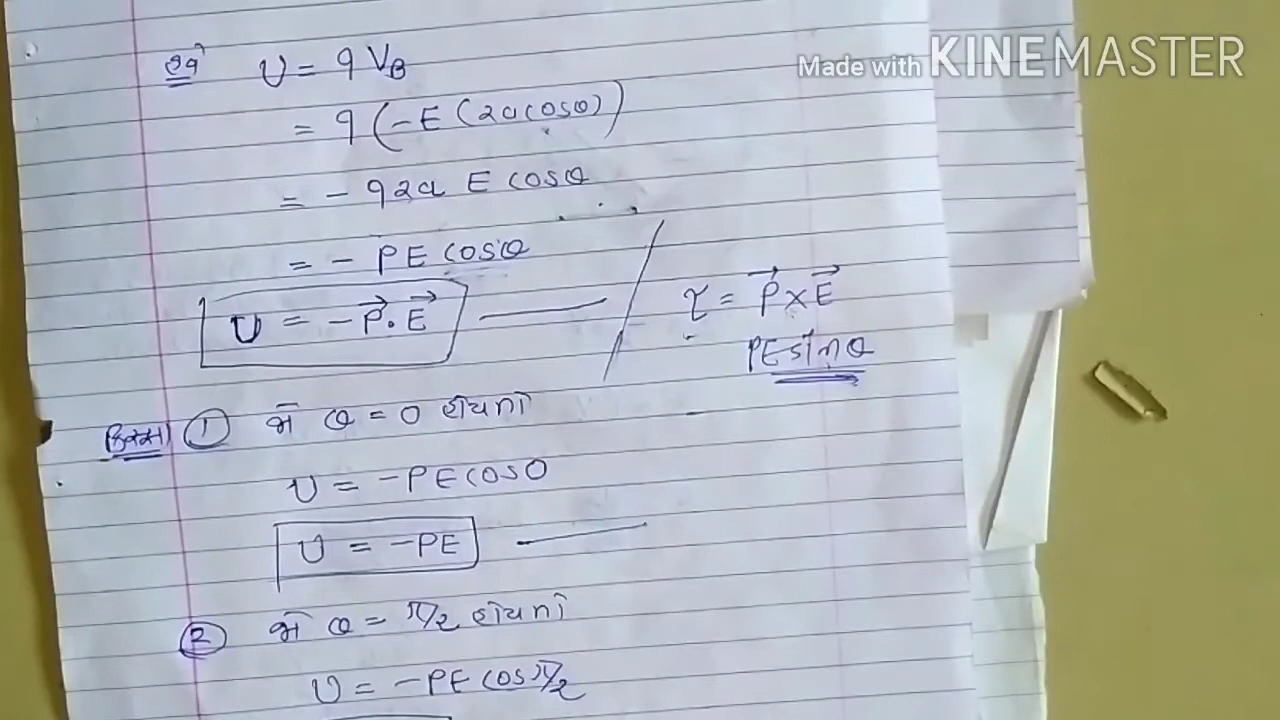 હવે U = q V_B
Made with KINEMASTER
= q (-E (2a cosθ))
= - q2a E cosθ
= - PE cosθ
U = -P⃗.E⃗
τ = P⃗×E⃗
PE sinθ
કિસ્સા ① જો θ = 0 હોય તો
U = -PE cos0
U = -PE
② જો θ = π/2 હોય તો
U = -PE cos π/2